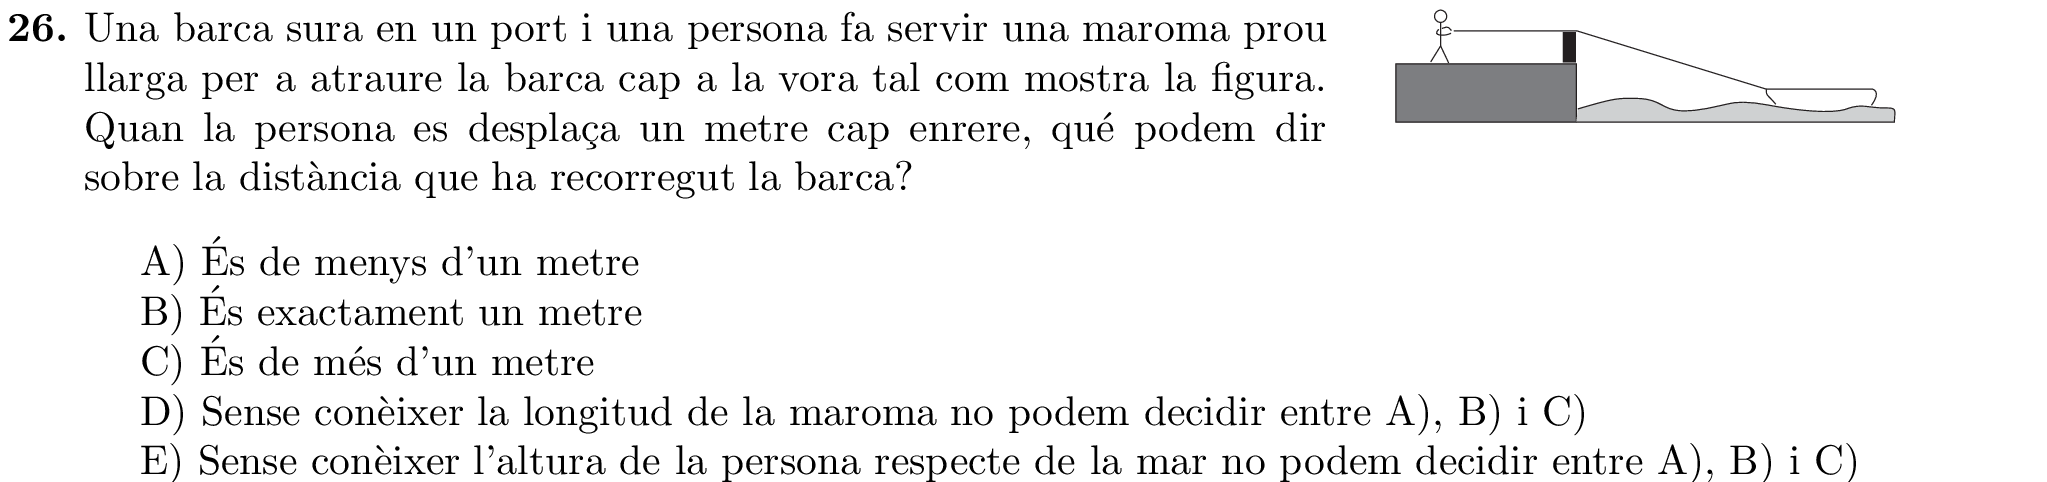 26. Una barca sura en un port i una persona fa servir una maroma prou
llarga per a atraure la barca cap a la vora tal com mostra la figura.
Quan la persona es desplaça un metre cap enrere, qué podem dir
sobre la distància que ha recorregut la barca?
A) És de menys d'un metre
B) És exactament un metre
C) És de més d'un metre
D) Sense conèixer la longitud de la maroma no podem decidir entre A), B) i C)
E) Sense conèixer l'altura de la persona respecte de la mar no podem decidir entre A), B) i C)